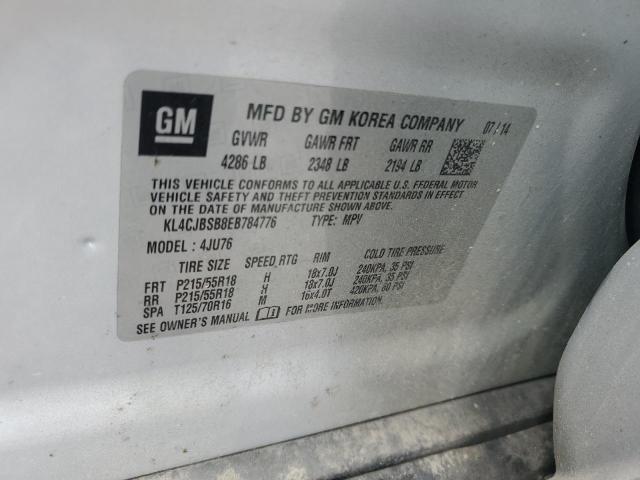 GM
MFD BY GM KOREA COMPANY 07/14
GVWR GAWR FRT GAWR RR
4286 LB 2348 LB 2194 LB
THIS VEHICLE CONFORMS TO ALL APPLICABLE U.S. FEDERAL MOTOR
VEHICLE SAFETY AND THEFT PREVENTION STANDARDS IN EFFECT
ON THE DATE OF MANUFACTURE SHOWN ABOVE.
KL4CJBSB8EB784776 TYPE: MPV
MODEL: 4JU76
TIRE SIZE SPEED RTG RIM COLD TIRE PRESSURE
FRT P215/55R18 H 18x7.0J 240KPA, 35 PSI
RR P215/55R18 H 18x7.0J 240KPA, 35 PSI
SPA T125/70R16 M 16x4.0T 420KPA, 60 PSI
SEE OWNER'S MANUAL FOR MORE INFORMATION.